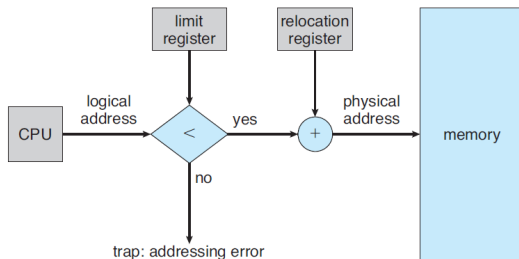 limit
register
relocation
register
logical
address
physical
address
CPU
<
yes
+
memory
no
trap: addressing error